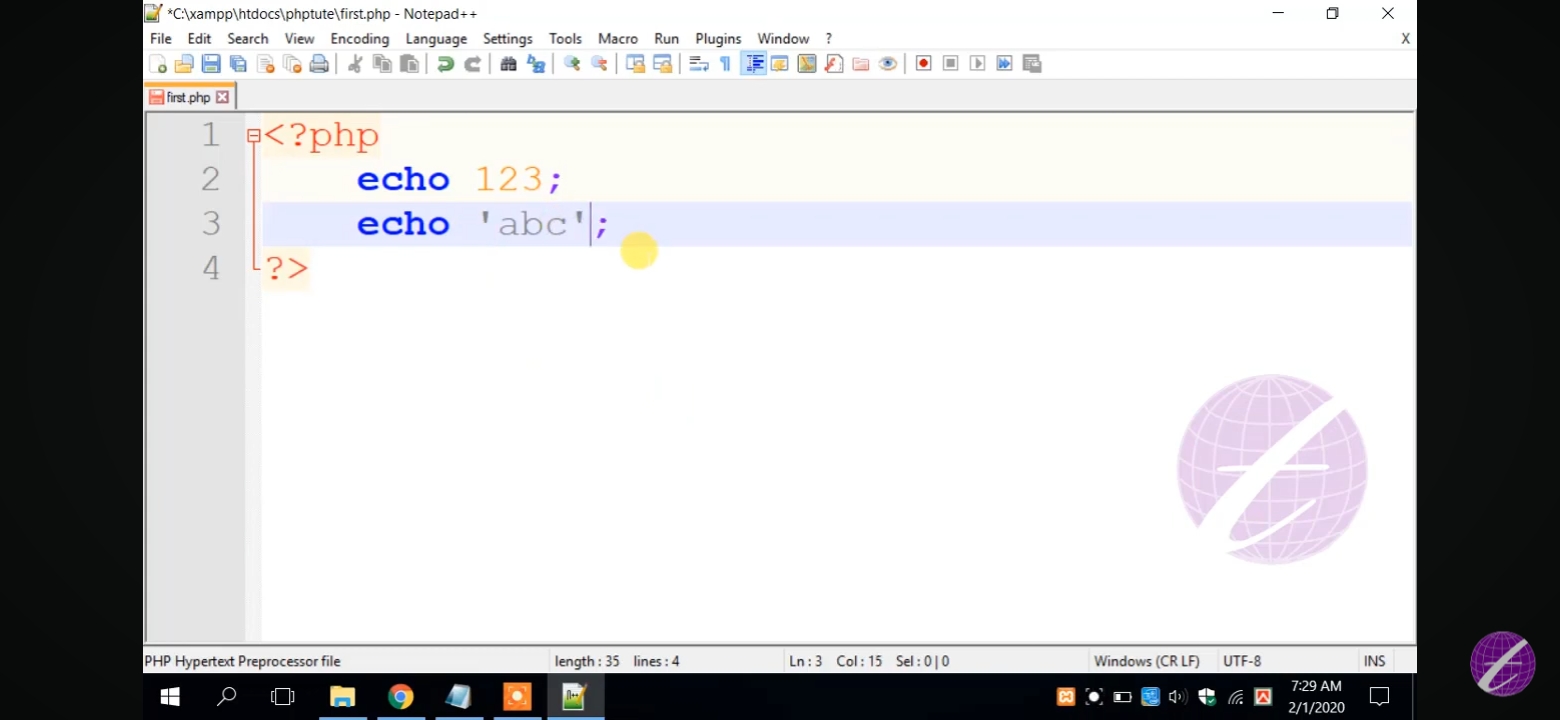 *C:\xampp\htdocs\phptute\first.php - Notepad++
File Edit Search View Encoding Language Settings Tools Macro Run Plugins Window ? X
first.php
1 <?php
2 echo 123;
3 echo 'abc';
4 ?>
PHP Hypertext Preprocessor file length : 35 lines : 4 Ln : 3 Col : 15 Sel : 0 | 0 Windows (CR LF) UTF-8 INS
7:29 AM
2/1/2020